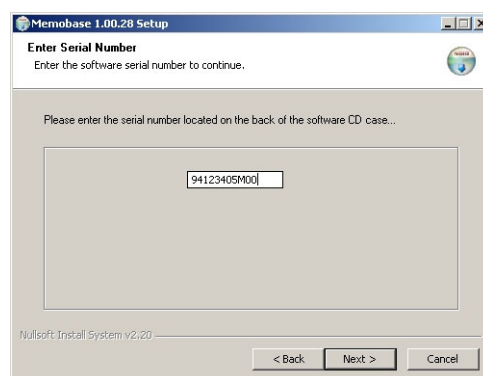 Memobase 1.00.28 Setup
Enter Serial Number
Enter the software serial number to continue.
Please enter the serial number located on the back of the software CD case...
94123405M00
Nullsoft Install System v2.20
< Back Next > Cancel